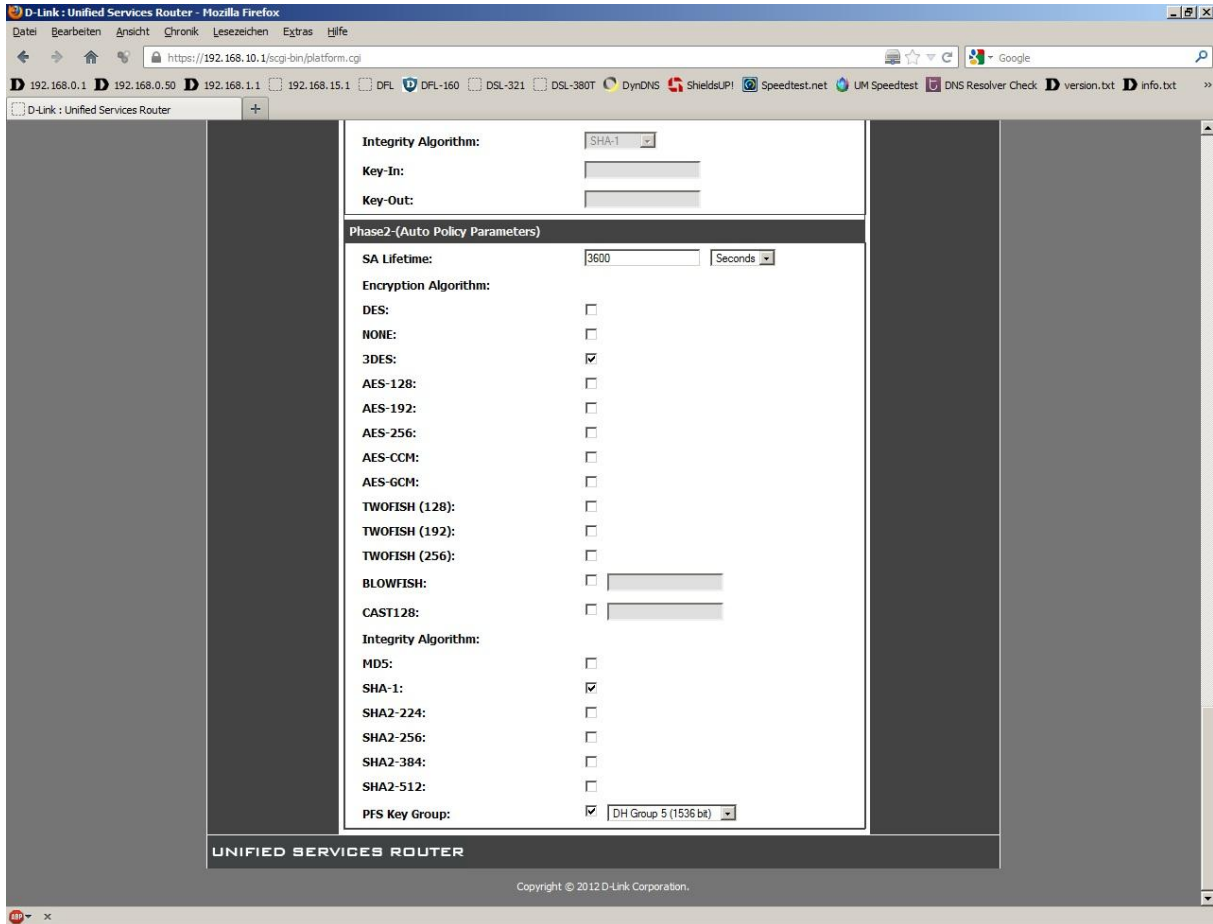 D-Link : Unified Services Router - Mozilla Firefox
Datei Bearbeiten Ansicht Chronik Lesezeichen Extras Hilfe
https://192.168.10.1/scgi-bin/platform.cgi
Google
192.168.0.1 192.168.0.50 192.168.1.1 192.168.15.1 DFL DFL-160 DSL-321 DSL-380T DynDNS ShieldsUP! Speedtest.net UM Speedtest DNS Resolver Check version.txt info.txt »
D-Link : Unified Services Router +
Integrity Algorithm: SHA-1
Key-In:
Key-Out:
Phase2-(Auto Policy Parameters)
SA Lifetime: 3600 Seconds
Encryption Algorithm:
DES:
NONE:
3DES:
AES-128:
AES-192:
AES-256:
AES-CCM:
AES-GCM:
TWOFISH (128):
TWOFISH (192):
TWOFISH (256):
BLOWFISH:
CAST128:
Integrity Algorithm:
MD5:
SHA-1:
SHA2-224:
SHA2-256:
SHA2-384:
SHA2-512:
PFS Key Group: DH Group 5 (1536 bit)
UNIFIED SERVICES ROUTER
Copyright © 2012 D-Link Corporation.
ABP x